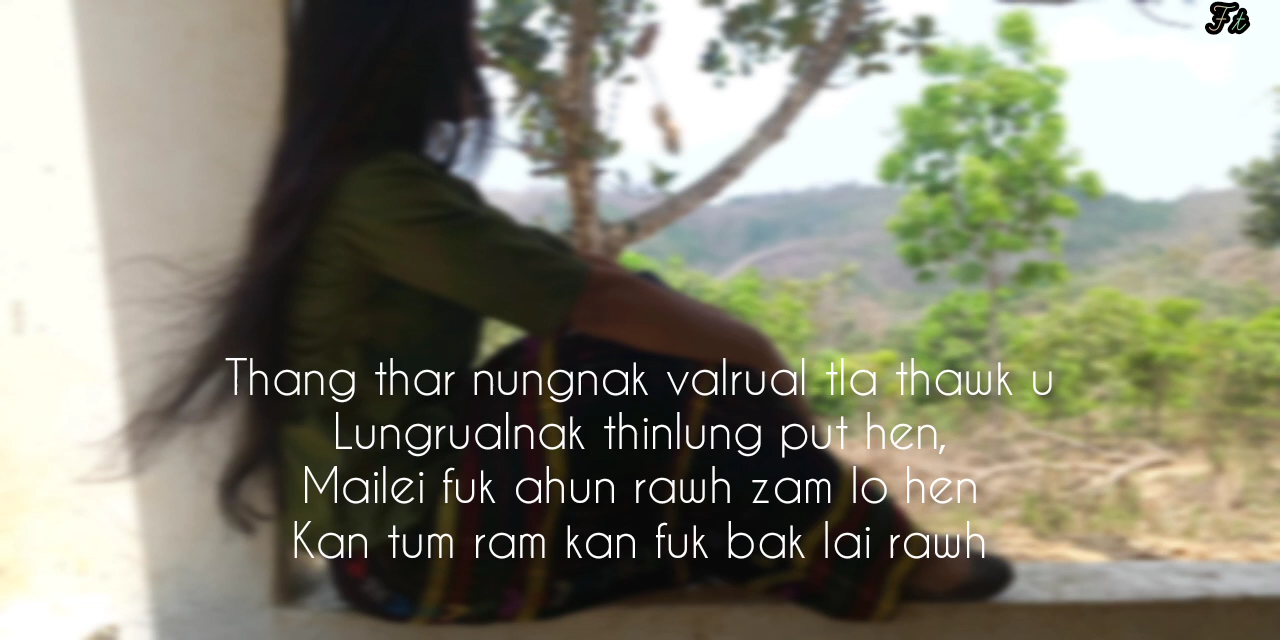 Ft
Thang thar nungnak valrual tla thawk u
Lungrualnak thinlung put hen,
Mailei fuk ahun rawh zam lo hen
Kan tum ram kan fuk bak lai rawh